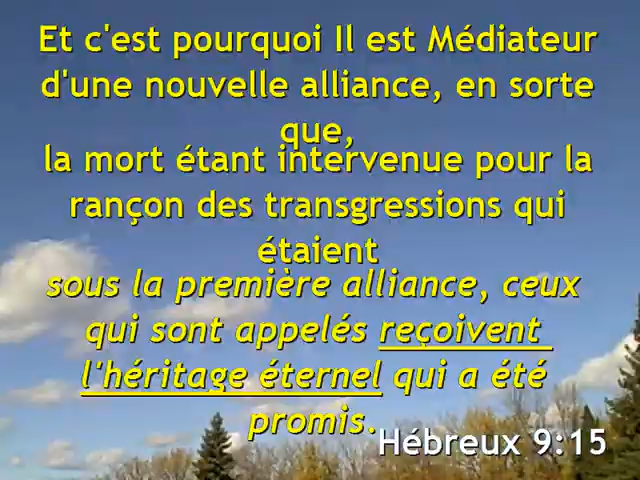 Et c'est pourquoi Il est Médiateur
d'une nouvelle alliance, en sorte
que,
la mort étant intervenue pour la
rançon des transgressions qui
étaient
sous la première alliance, ceux
qui sont appelés reçoivent
l'héritage éternel qui a été
promis.
Hébreux 9:15